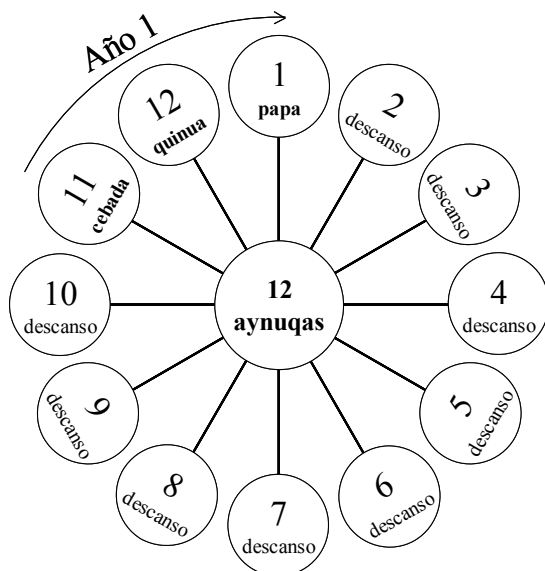 Año 1
1
papa
2
descanso
3
descanso
4
descanso
5
descanso
6
descanso
7
descanso
8
descanso
9
descanso
10
descanso
11
cebada
12
quinua
12
aynuqas